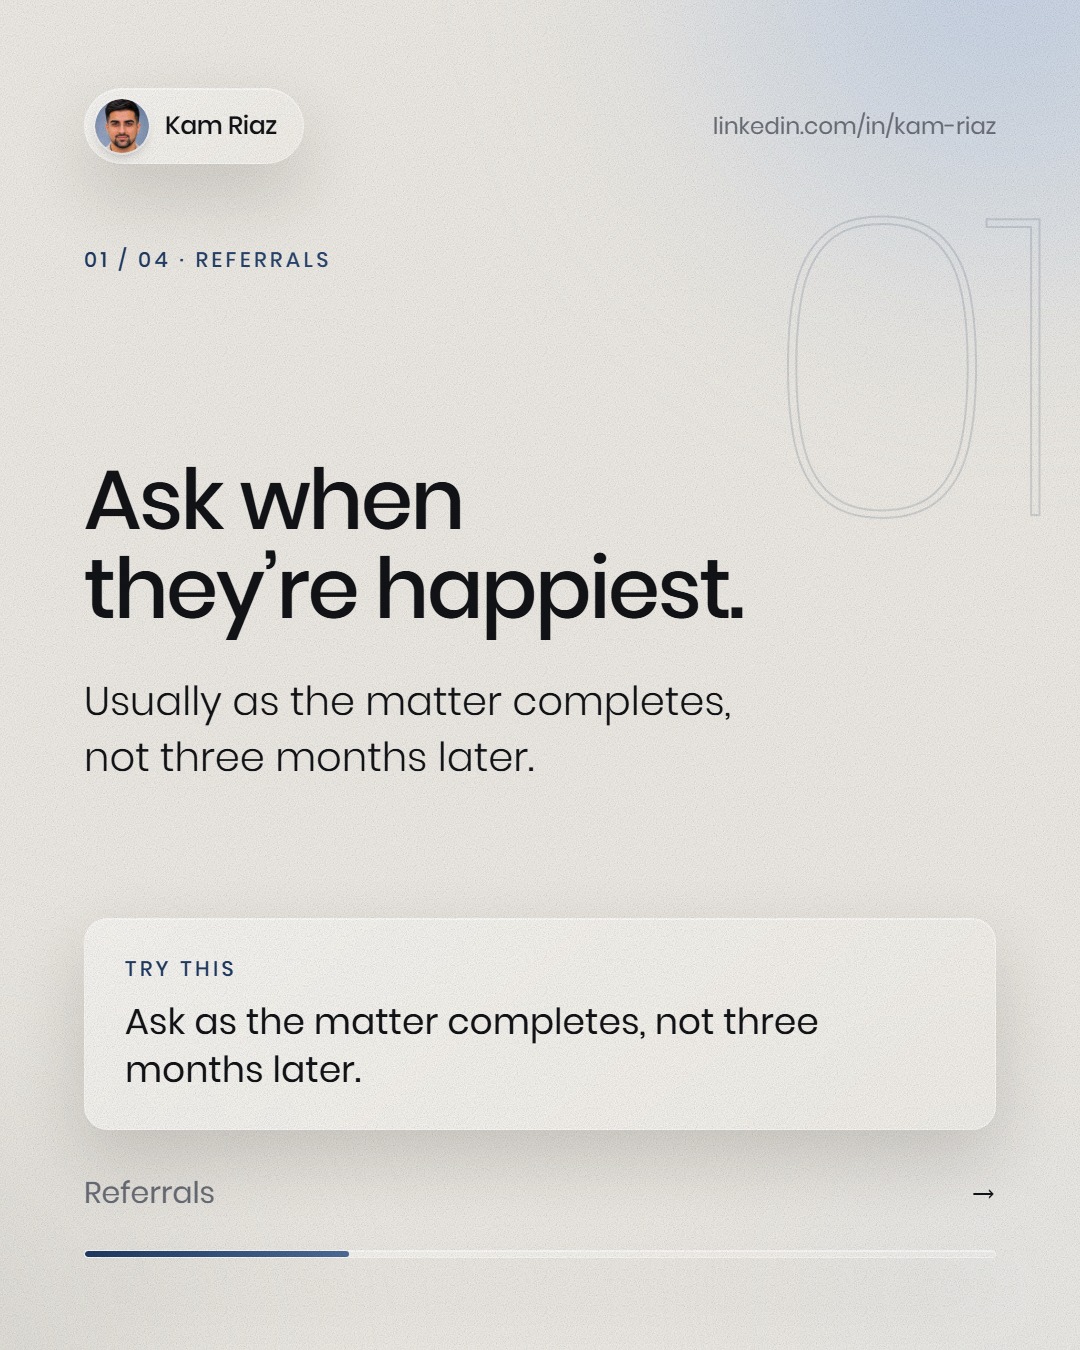 Kam Riaz
linkedin.com/in/kam-riaz
01 / 04 · REFERRALS
01
Ask when
they’re happiest.
Usually as the matter completes,
not three months later.
TRY THIS
Ask as the matter completes, not three
months later.
Referrals
→